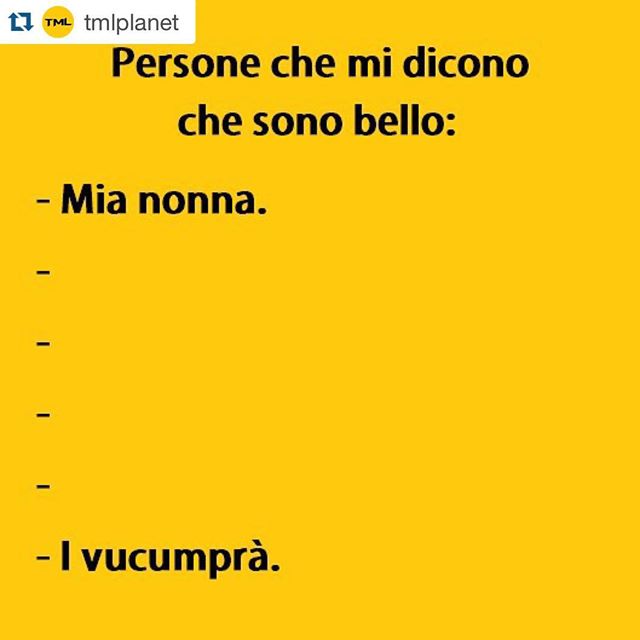 TML tmlplanet
Persone che mi dicono
che sono bello:
- Mia nonna.
-
-
-
-
- I vucumprà.